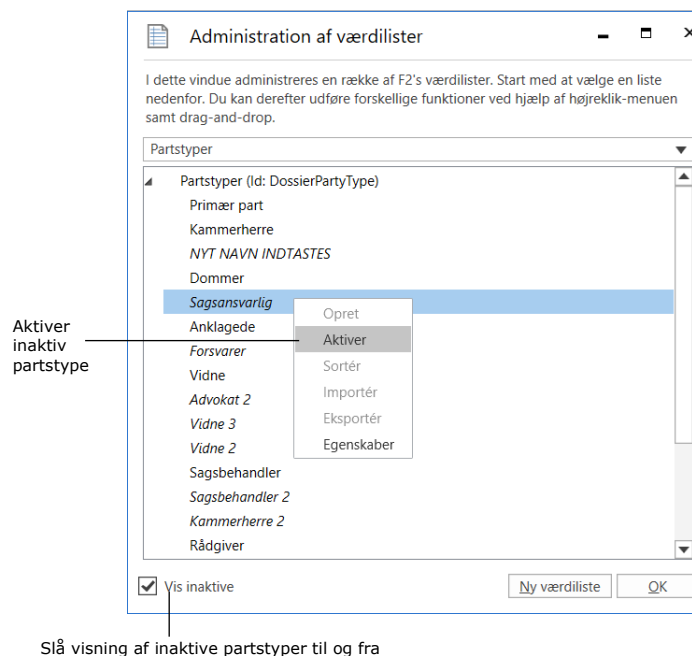 Administration af værdilister
I dette vindue administreres en række af F2's værdilister. Start med at vælge en liste
nedenfor. Du kan derefter udføre forskellige funktioner ved hjælp af højreklik-menuen
samt drag-and-drop.
Partstyper
Partstyper (Id: DossierPartyType)
Primær part
Kammerherre
NYT NAVN INDTASTES
Dommer
Sagsansvarlig
Anklagede
Forsvarer
Vidne
Advokat 2
Vidne 3
Vidne 2
Sagsbehandler
Sagsbehandler 2
Kammerherre 2
Rådgiver
Opret
Aktiver
Sortér
Importér
Eksportér
Egenskaber
Aktiver
inaktiv
partstype
Vis inaktive
Ny værdiliste
OK
Slå visning af inaktive partstyper til og fra